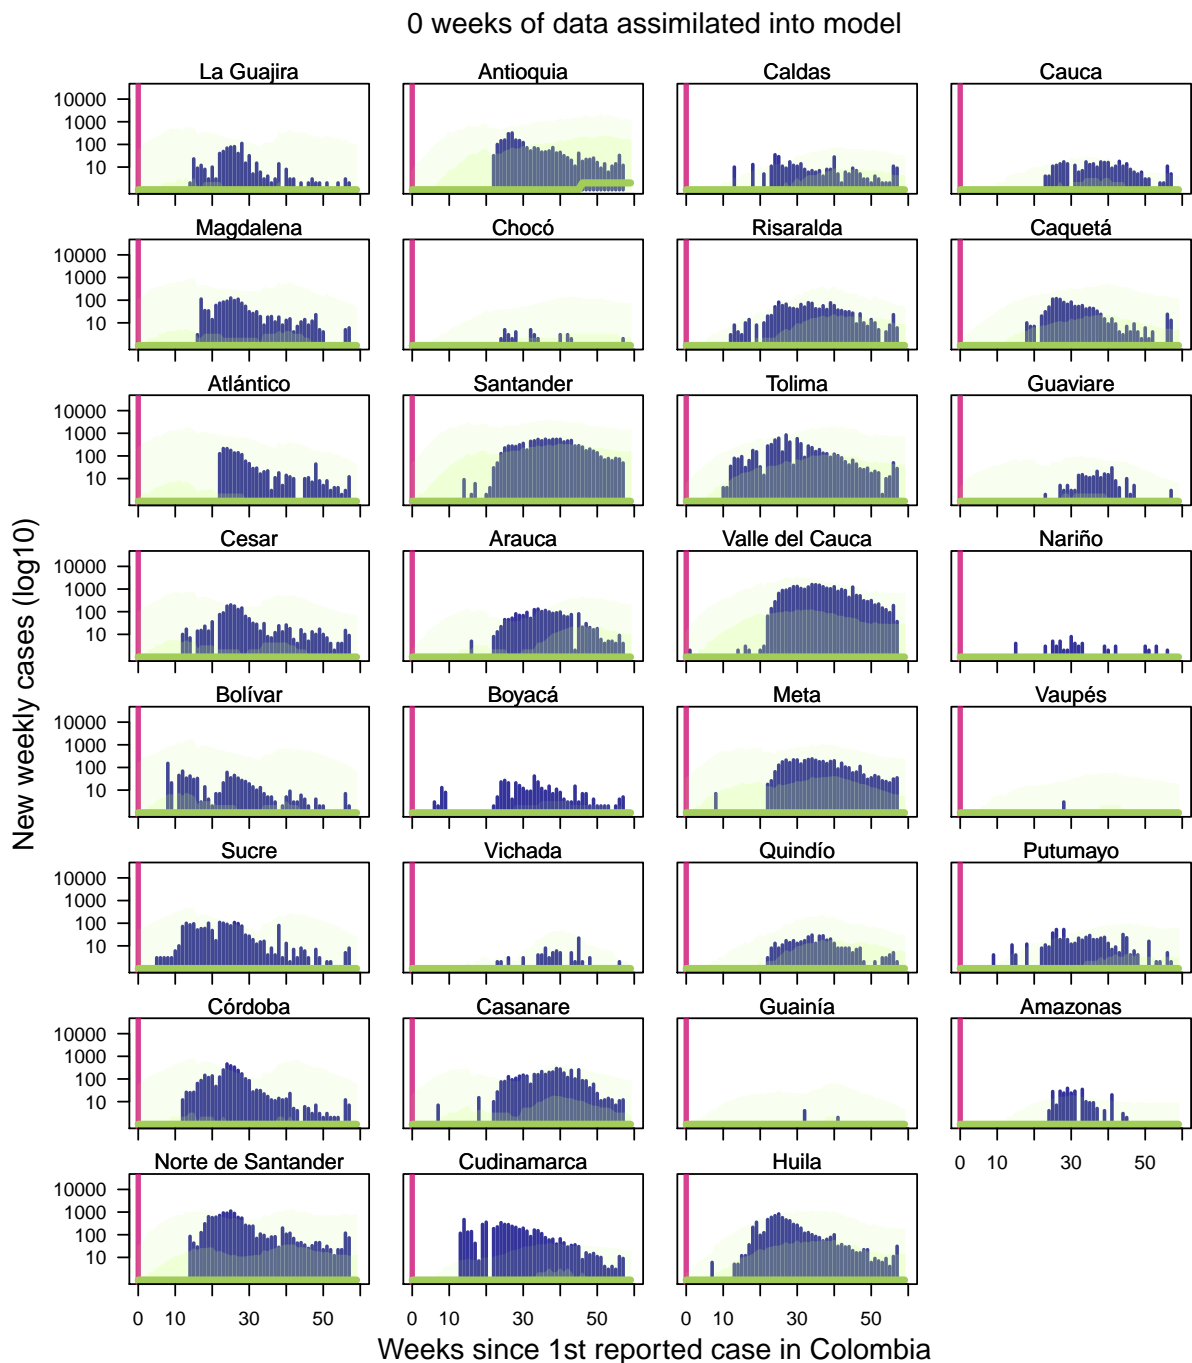 0 weeks of data assimilated into model
La Guajira Antioquia Caldas Cauca
10000
1000
100
10
Magdalena Chocó Risaralda Caquetá
10000
1000
100
10
Atlántico Santander Tolima Guaviare
10000
1000
100
10
Cesar Arauca Valle del Cauca Nariño
10000
1000
100
10
Bolívar Boyacá Meta Vaupés
10000
1000
100
10
Sucre Vichada Quindío Putumayo
10000
1000
100
10
Córdoba Casanare Guainía Amazonas
10000
1000
100
10
0 10 30 50
Norte de Santander Cudinamarca Huila
10000
1000
100
10
0 10 30 50 0 10 30 50 0 10 30 50
New weekly cases (log10)
Weeks since 1st reported case in Colombia